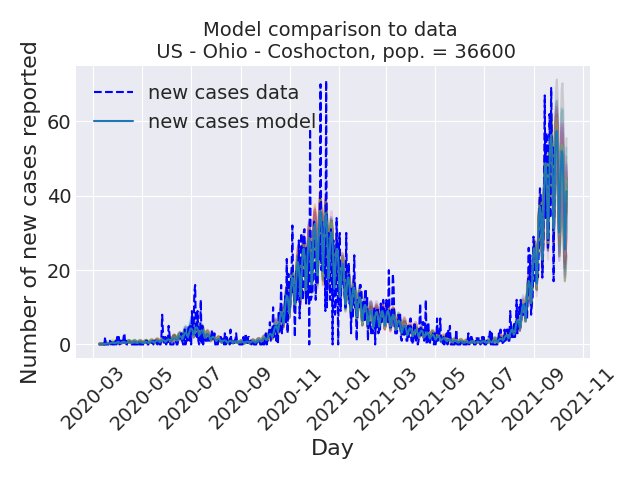 Model comparison to data
US - Ohio - Coshocton, pop. = 36600
Number of new cases reported
new cases data
new cases model
60
40
20
0
2020-03
2020-05
2020-07
2020-09
2020-11
2021-01
2021-03
2021-05
2021-07
2021-09
2021-11
Day